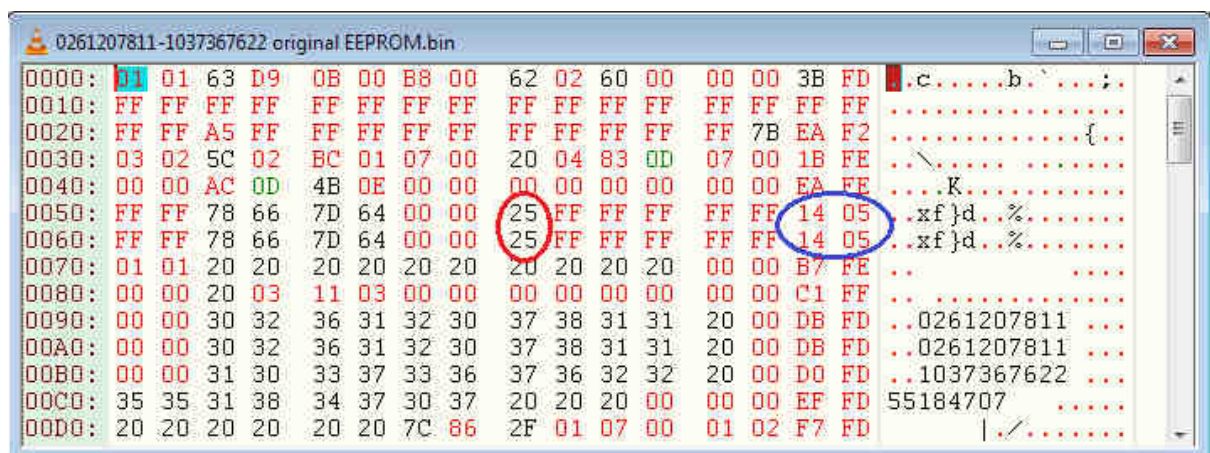 0261207811-1037367622 original EEPROM.bin
0000: 01 01 63 D9 0B 00 B8 00 62 02 60 00 00 00 3B FD ..c.....b.`...;.
0010: FF FF FF FF FF FF FF FF FF FF FF FF FF FF FF FF ................
0020: FF FF A5 FF FF FF FF FF FF FF FF FF FF 7B EA F2 .............{..
0030: 03 02 5C 02 BC 01 07 00 20 04 83 0D 07 00 1B FE ..\..... .......
0040: 00 00 AC 0D 4B 0E 00 00 00 00 00 00 00 00 EA FE ....K...........
0050: FF FF 78 66 7D 64 00 00 25 FF FF FF FF FF 14 05 ..xf}d..%.......
0060: FF FF 78 66 7D 64 00 00 25 FF FF FF FF FF 14 05 ..xf}d..%.......
0070: 01 01 20 20 20 20 20 20 20 20 20 20 00 00 B7 FE ..          ....
0080: 00 00 20 03 11 03 00 00 00 00 00 00 00 00 C1 FF .. .............
0090: 00 00 30 32 36 31 32 30 37 38 31 31 20 00 DB FD ..0261207811 ...
00A0: 00 00 30 32 36 31 32 30 37 38 31 31 20 00 DB FD ..0261207811 ...
00B0: 00 00 31 30 33 37 33 36 37 36 32 32 20 00 D0 FD ..1037367622 ...
00C0: 35 35 31 38 34 37 30 37 20 20 20 00 00 00 EF FD 55184707   .....
00D0: 20 20 20 20 20 20 7C 86 2F 01 07 00 01 02 F7 FD       |./.......